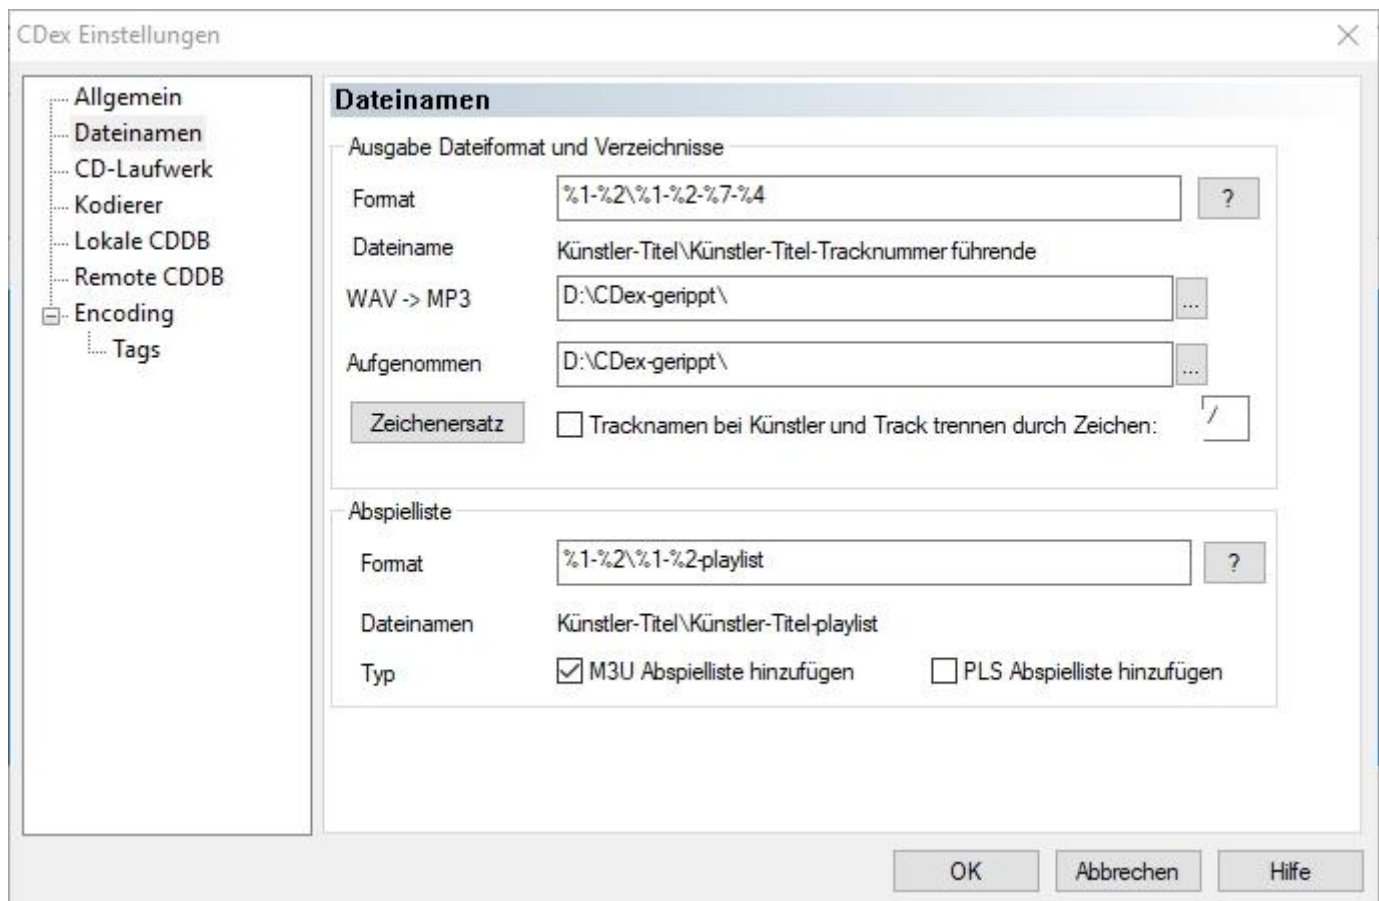 CDex Einstellungen
Allgemein
Dateinamen
CD-Laufwerk
Kodierer
Lokale CDDB
Remote CDDB
Encoding
Tags
Dateinamen
Ausgabe Dateiformat und Verzeichnisse
Format %1-%2\%1-%2-%7-%4 ?
Dateiname Künstler-Titel\Künstler-Titel-Tracknummer führende
WAV -> MP3 D:\CDex-gerippt\ ...
Aufgenommen D:\CDex-gerippt\ ...
Zeichenersatz Tracknamen bei Künstler und Track trennen durch Zeichen: /
Abspielliste
Format %1-%2\%1-%2-playlist ?
Dateinamen Künstler-Titel\Künstler-Titel-playlist
Typ M3U Abspielliste hinzufügen PLS Abspielliste hinzufügen
OK Abbrechen Hilfe